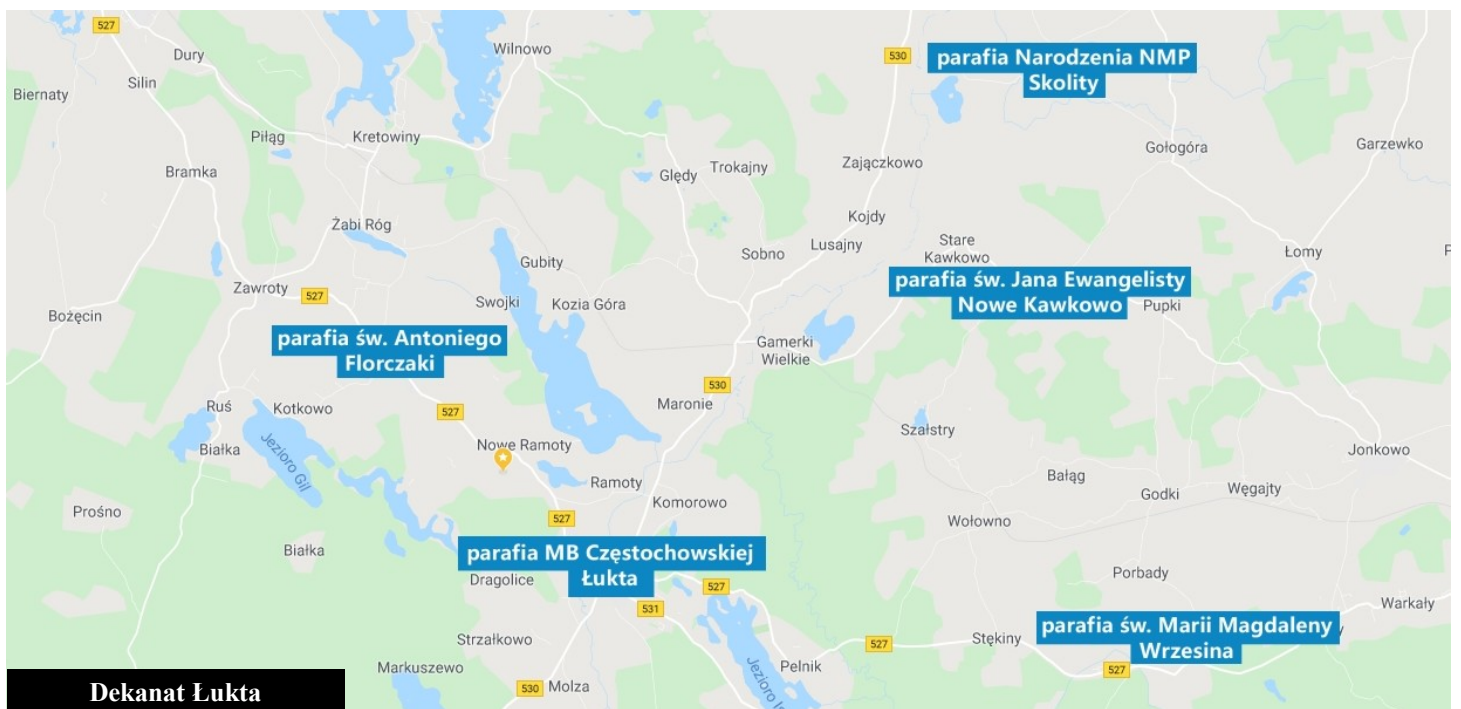 527
Dury
Wilnowo
530
parafia Narodzenia NMP
Skolity
Silin
Biernaty
Piłąg
Kretowiny
Garzewko
Gołogóra
Bramka
Ględy
Trokajny
Zajączkowo
Żabi Róg
Kojdy
Lusajny
Stare
Kawkowo
Sobno
Łomy
Gubity
parafia św. Jana Ewangelisty
Nowe Kawkowo
Pupki
Zawroty
527
Swojki
Kozia Góra
Bożęcin
parafia św. Antoniego
Florczaki
Gamerki
Wielkie
530
Ruś
Kotkowo
527
Maronie
Szałstry
Białka
Jezioro Gil
Nowe Ramoty
Jonkowo
Ramoty
Bałąg
Godki
Węgajty
Prośno
Komorowo
527
Wołowno
Białka
parafia MB Częstochowskiej
Łukta
Dragolice
527
Porbady
531
Warkały
parafia św. Marii Magdaleny
Wrzesina
Strzałkowo
527
Stękiny
Markuszewo
Pelnik
527
530
Molza
Jezioro
Dekanat Łukta